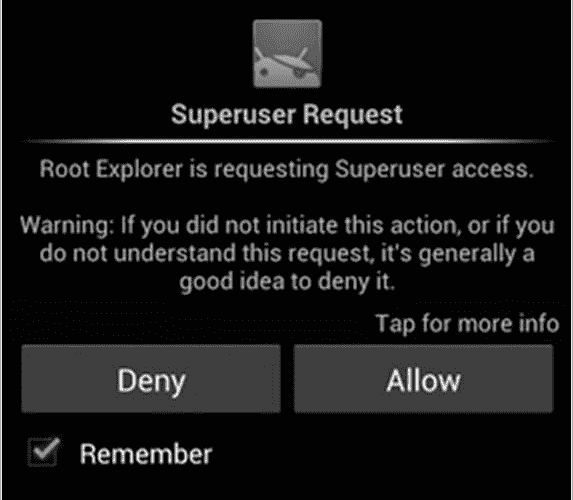 Superuser Request
Root Explorer is requesting Superuser access.
Warning: If you did not initiate this action, or if you
do not understand this request, it's generally a
good idea to deny it.
Tap for more info
Deny
Allow
Remember